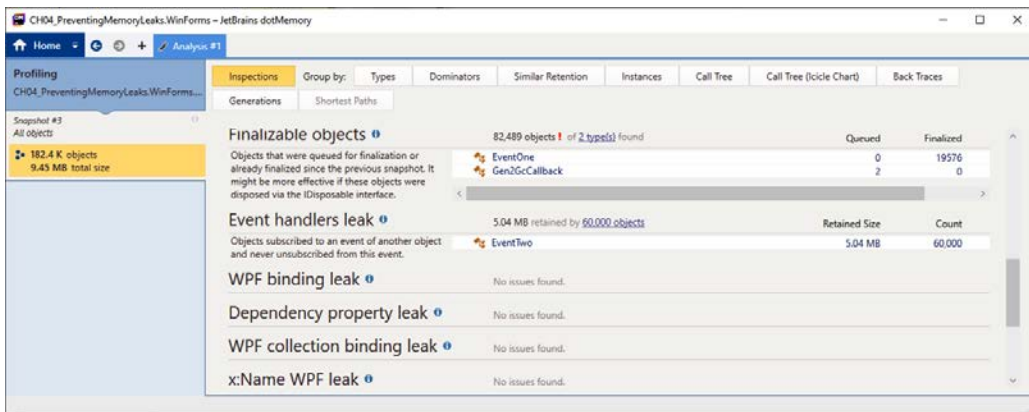 CH04_PreventingMemoryLeaks.WinForms – JetBrains dotMemory
Home
Analysis #1
Profiling
CH04_PreventingMemoryLeaks.WinForms....
Snapshot #3
All objects
182.4 K objects
9.45 MB total size
Inspections Group by: Types Dominators Similar Retention Instances Call Tree Call Tree (Icicle Chart) Back Traces
Generations Shortest Paths
Finalizable objects
82,489 objects ! of 2 type(s) found Queued Finalized
Objects that were queued for finalization or
already finalized since the previous snapshot. It
might be more effective if these objects were
disposed via the IDisposable interface.
EventOne 0 19576
Gen2GcCallback 2 0
Event handlers leak
5.04 MB retained by 60,000 objects Retained Size Count
Objects subscribed to an event of another object
and never unsubscribed from this event.
EventTwo 5.04 MB 60,000
WPF binding leak No issues found.
Dependency property leak No issues found.
WPF collection binding leak No issues found.
x:Name WPF leak No issues found.